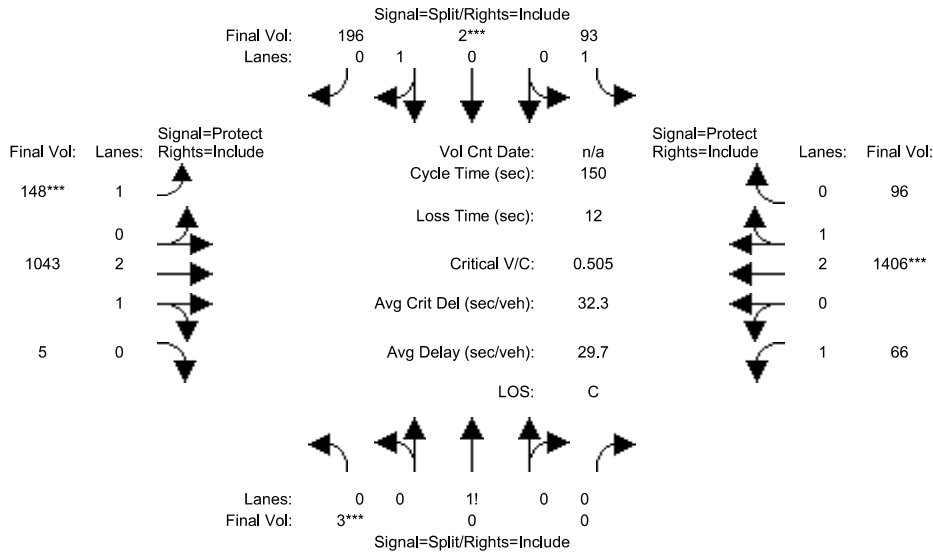 Signal=Split/Rights=Include
Final Vol: 196 2*** 93
Lanes: 0 1 0 0 1
Signal=Protect Signal=Protect
Final Vol: Lanes: Rights=Include Vol Cnt Date: n/a Rights=Include Lanes: Final Vol:
Cycle Time (sec): 150
148*** 1 0 96
Loss Time (sec): 12
0 1
1043 2 Critical V/C: 0.505 2 1406***
1 Avg Crit Del (sec/veh): 32.3 0
5 0 Avg Delay (sec/veh): 29.7 1 66
LOS: C
Lanes: 0 0 1! 0 0
Final Vol: 3*** 0 0
Signal=Split/Rights=Include